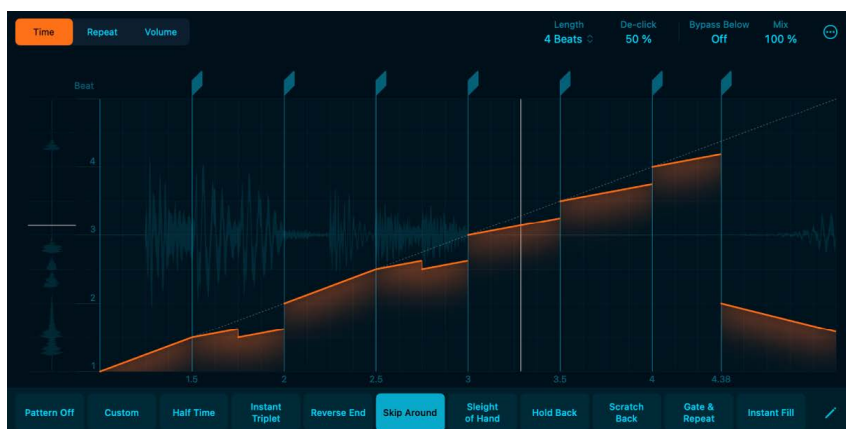 Time Repeat Volume Length De-click Bypass Below Mix
4 Beats 50 % Off 100 %
Beat
4
3
2
1
1.5 2 2.5 3 3.5 4 4.38
Pattern Off Custom Half Time Instant Triplet Reverse End Skip Around Sleight of Hand Hold Back Scratch Back Gate & Repeat Instant Fill